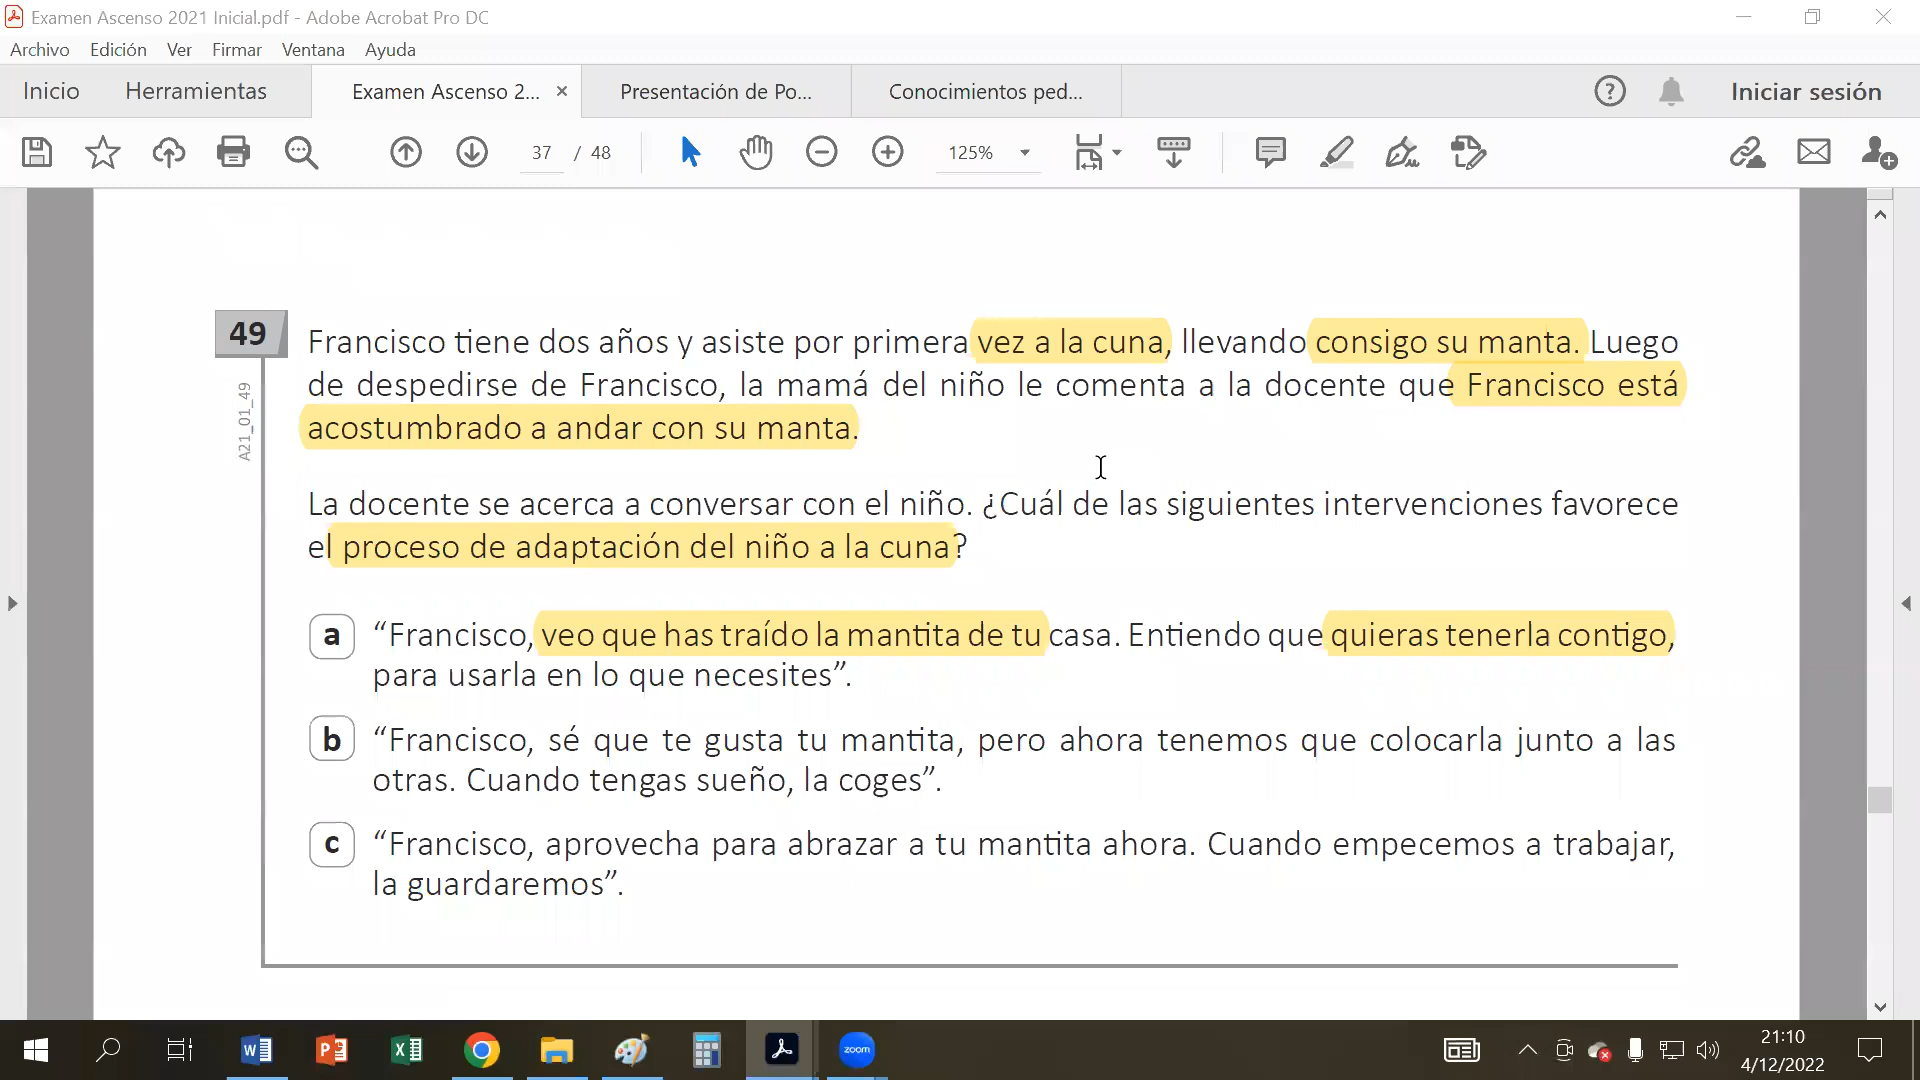 Examen Ascenso 2021 Inicial.pdf - Adobe Acrobat Pro DC
Archivo Edición Ver Firmar Ventana Ayuda
Inicio Herramientas Examen Ascenso 2... × Presentación de Po... Conocimientos ped... Iniciar sesión
37 / 48 125%
49
A21_01_49
Francisco tiene dos años y asiste por primera vez a la cuna, llevando consigo su manta. Luego
de despedirse de Francisco, la mamá del niño le comenta a la docente que Francisco está
acostumbrado a andar con su manta.
La docente se acerca a conversar con el niño. ¿Cuál de las siguientes intervenciones favorece
el proceso de adaptación del niño a la cuna?
a “Francisco, veo que has traído la mantita de tu casa. Entiendo que quieras tenerla contigo,
para usarla en lo que necesites”.
b “Francisco, sé que te gusta tu mantita, pero ahora tenemos que colocarla junto a las
otras. Cuando tengas sueño, la coges”.
c “Francisco, aprovecha para abrazar a tu mantita ahora. Cuando empecemos a trabajar,
la guardaremos”.
zoom
21:10
4/12/2022